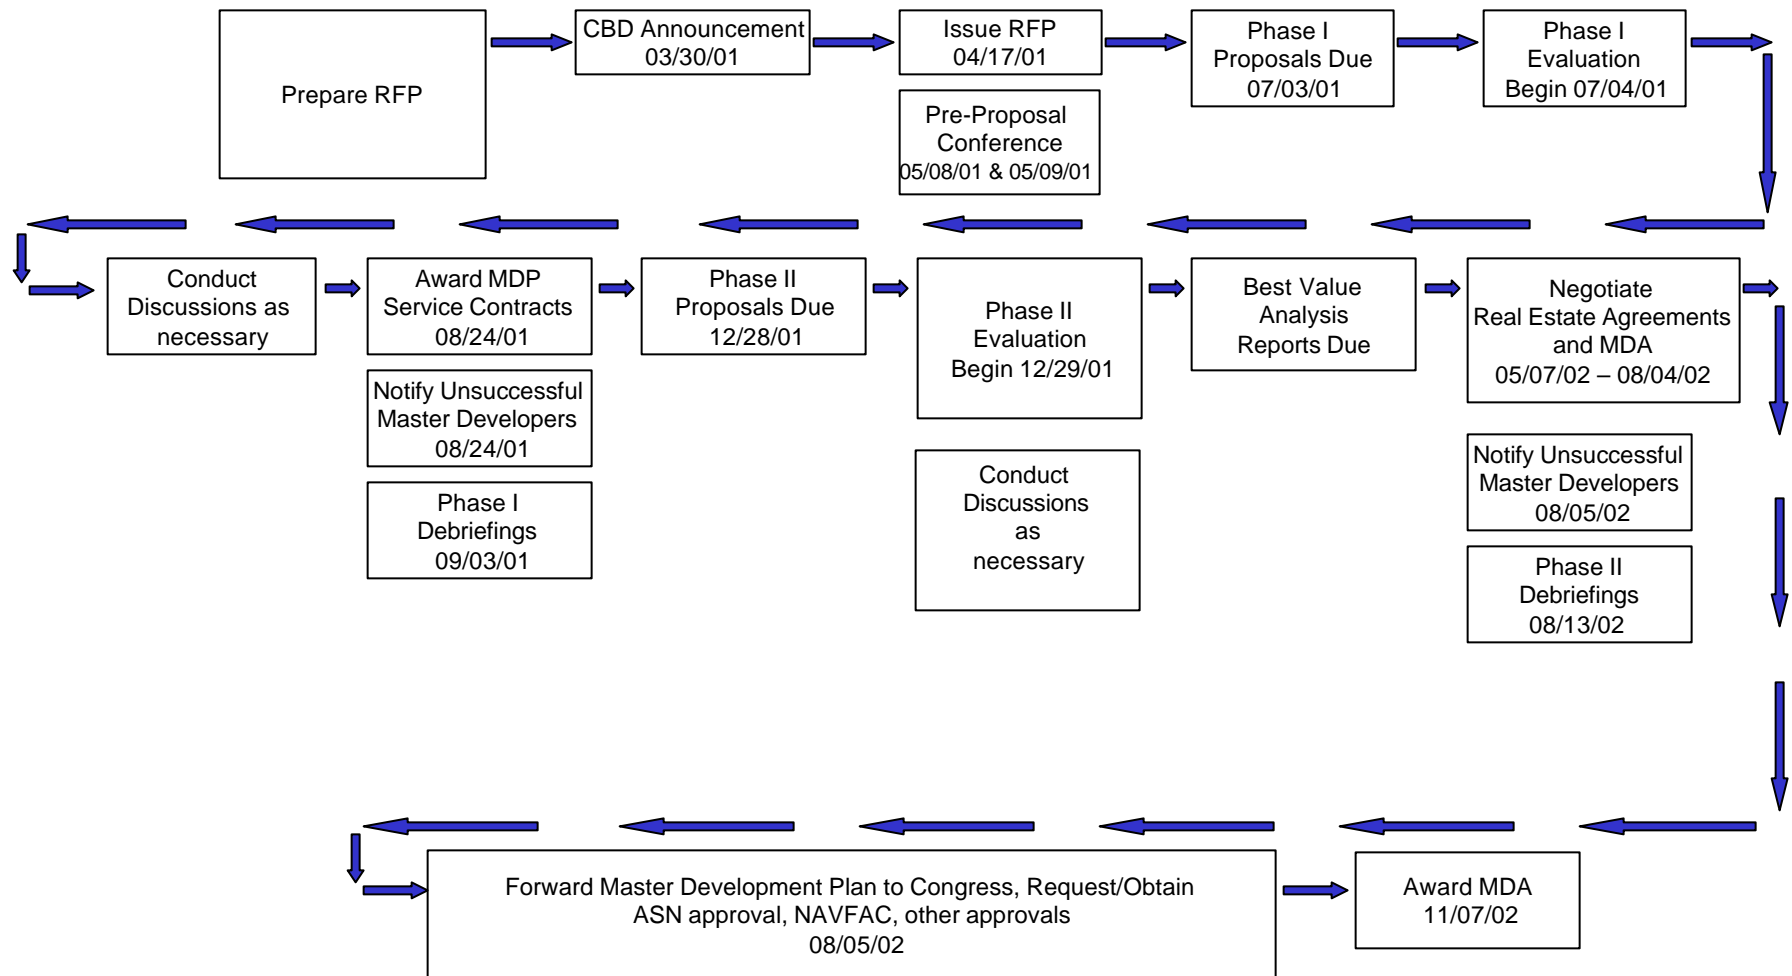 Prepare RFP
CBD Announcement
03/30/01
Issue RFP
04/17/01
Pre-Proposal
Conference
05/08/01 & 05/09/01
Phase I
Proposals Due
07/03/01
Phase I
Evaluation
Begin 07/04/01
Conduct
Discussions as
necessary
Award MDP
Service Contracts
08/24/01
Notify Unsuccessful
Master Developers
08/24/01
Phase I
Debriefings
09/03/01
Phase II
Proposals Due
12/28/01
Phase II
Evaluation
Begin 12/29/01
Conduct
Discussions
as
necessary
Best Value
Analysis
Reports Due
Negotiate
Real Estate Agreements
and MDA
05/07/02 – 08/04/02
Notify Unsuccessful
Master Developers
08/05/02
Phase II
Debriefings
08/13/02
Forward Master Development Plan to Congress, Request/Obtain
ASN approval, NAVFAC, other approvals
08/05/02
Award MDA
11/07/02